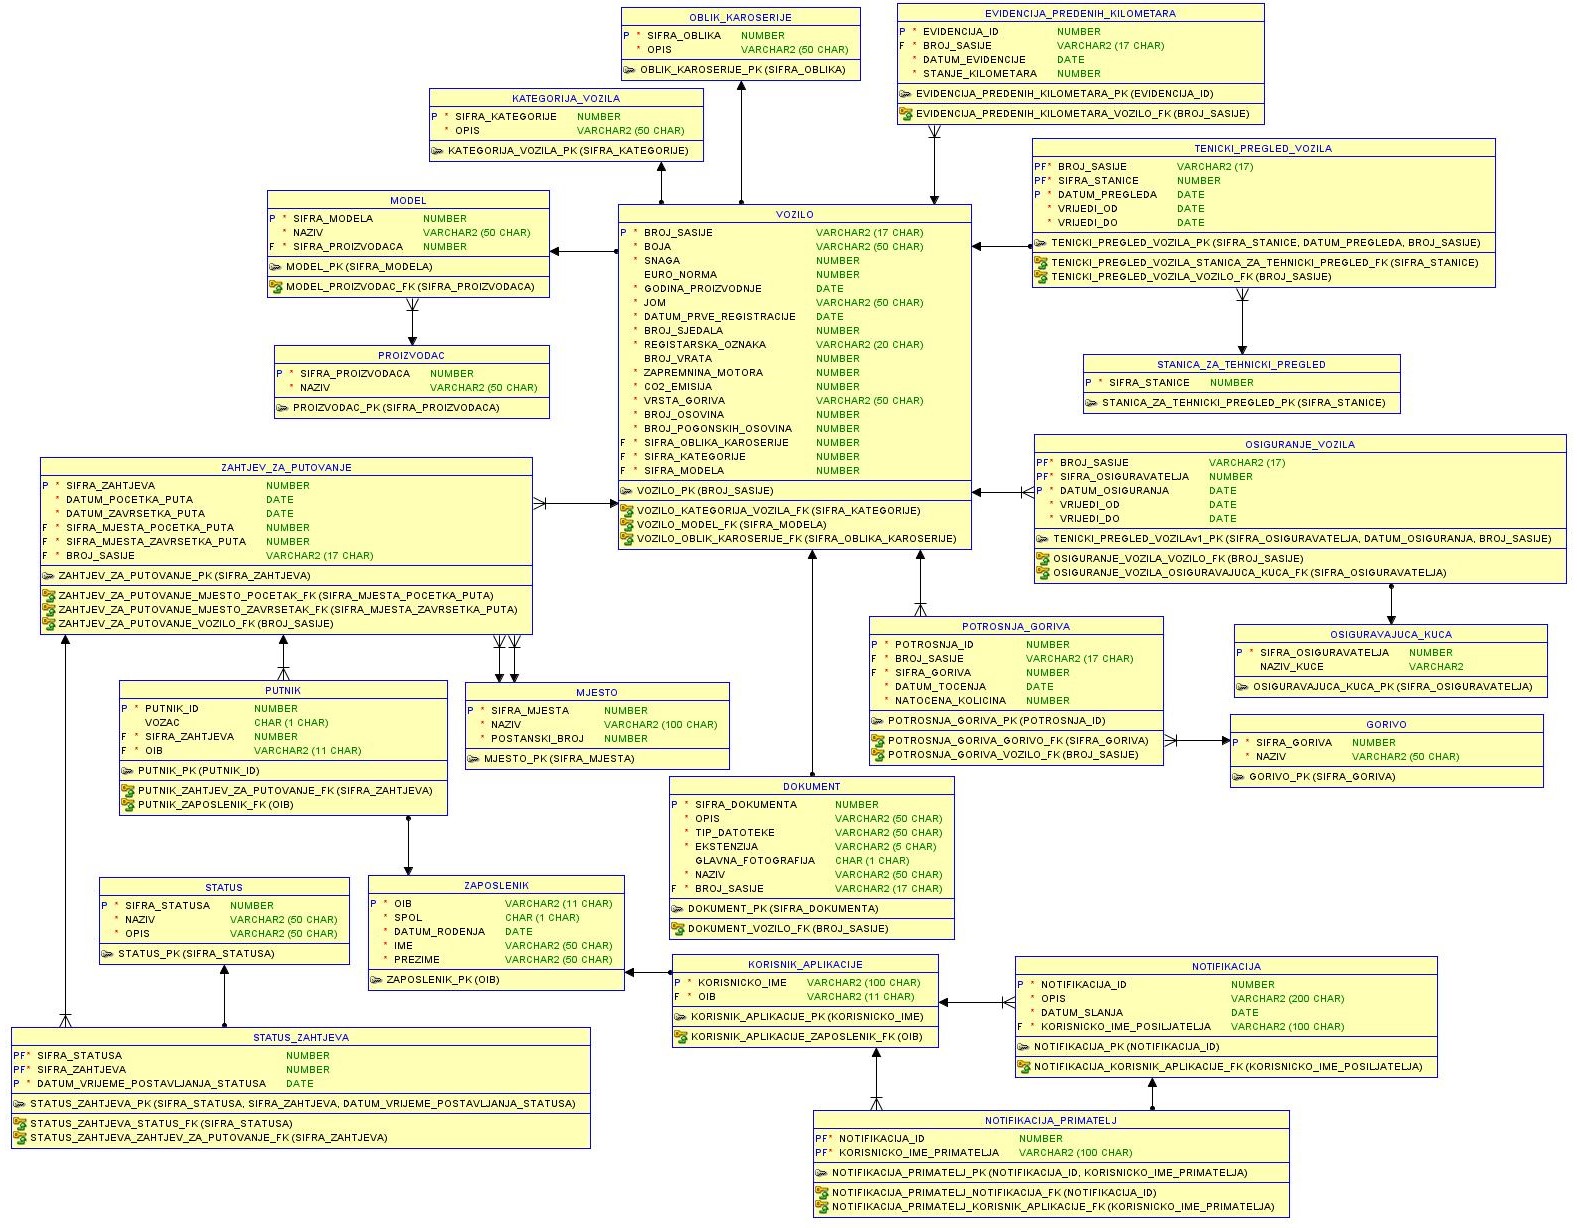 OBLIK_KAROSERIJE
P * SIFRA_OBLIKA NUMBER
* OPIS VARCHAR2 (50 CHAR)
OBLIK_KAROSERIJE_PK (SIFRA_OBLIKA)
EVIDENCIJA_PREDENIH_KILOMETARA
P * EVIDENCIJA_ID NUMBER
F * BROJ_SASIJE VARCHAR2 (17 CHAR)
* DATUM_EVIDENCIJE DATE
* STANJE_KILOMETARA NUMBER
EVIDENCIJA_PREDENIH_KILOMETARA_PK (EVIDENCIJA_ID)
EVIDENCIJA_PREDENIH_KILOMETARA_VOZILO_FK (BROJ_SASIJE)
KATEGORIJA_VOZILA
P * SIFRA_KATEGORIJE NUMBER
* OPIS VARCHAR2 (50 CHAR)
KATEGORIJA_VOZILA_PK (SIFRA_KATEGORIJE)
TENICKI_PREGLED_VOZILA
PF* BROJ_SASIJE VARCHAR2 (17)
PF* SIFRA_STANICE NUMBER
P * DATUM_PREGLEDA DATE
* VRIJEDI_OD DATE
* VRIJEDI_DO DATE
TENICKI_PREGLED_VOZILA_PK (SIFRA_STANICE, DATUM_PREGLEDA, BROJ_SASIJE)
TENICKI_PREGLED_VOZILA_STANICA_ZA_TEHNICKI_PREGLED_FK (SIFRA_STANICE)
TENICKI_PREGLED_VOZILA_VOZILO_FK (BROJ_SASIJE)
MODEL
P * SIFRA_MODELA NUMBER
* NAZIV VARCHAR2 (50 CHAR)
F * SIFRA_PROIZVODACA NUMBER
MODEL_PK (SIFRA_MODELA)
MODEL_PROIZVODAC_FK (SIFRA_PROIZVODACA)
VOZILO
P * BROJ_SASIJE VARCHAR2 (17 CHAR)
* BOJA VARCHAR2 (50 CHAR)
* SNAGA NUMBER
EURO_NORMA NUMBER
* GODINA_PROIZVODNJE DATE
* JOM VARCHAR2 (50 CHAR)
* DATUM_PRVE_REGISTRACIJE DATE
* BROJ_SJEDALA NUMBER
* REGISTARSKA_OZNAKA VARCHAR2 (20 CHAR)
BROJ_VRATA NUMBER
* ZAPREMNINA_MOTORA NUMBER
* CO2_EMISIJA NUMBER
* VRSTA_GORIVA VARCHAR2 (50 CHAR)
* BROJ_OSOVINA NUMBER
* BROJ_POGONSKIH_OSOVINA NUMBER
F * SIFRA_OBLIKA_KAROSERIJE NUMBER
F * SIFRA_KATEGORIJE NUMBER
F * SIFRA_MODELA NUMBER
VOZILO_PK (BROJ_SASIJE)
VOZILO_KATEGORIJA_VOZILA_FK (SIFRA_KATEGORIJE)
VOZILO_MODEL_FK (SIFRA_MODELA)
VOZILO_OBLIK_KAROSERIJE_FK (SIFRA_OBLIKA_KAROSERIJE)
PROIZVODAC
P * SIFRA_PROIZVODACA NUMBER
* NAZIV VARCHAR2 (50 CHAR)
PROIZVODAC_PK (SIFRA_PROIZVODACA)
STANICA_ZA_TEHNICKI_PREGLED
P * SIFRA_STANICE NUMBER
STANICA_ZA_TEHNICKI_PREGLED_PK (SIFRA_STANICE)
OSIGURANJE_VOZILA
PF* BROJ_SASIJE VARCHAR2 (17)
PF* SIFRA_OSIGURAVATELJA NUMBER
P * DATUM_OSIGURANJA DATE
* VRIJEDI_OD DATE
* VRIJEDI_DO DATE
TENICKI_PREGLED_VOZILAv1_PK (SIFRA_OSIGURAVATELJA, DATUM_OSIGURANJA, BROJ_SASIJE)
OSIGURANJE_VOZILA_VOZILO_FK (BROJ_SASIJE)
OSIGURANJE_VOZILA_OSIGURAVAJUCA_KUCA_FK (SIFRA_OSIGURAVATELJA)
ZAHTJEV_ZA_PUTOVANJE
P * SIFRA_ZAHTJEVA NUMBER
* DATUM_POCETKA_PUTA DATE
* DATUM_ZAVRSETKA_PUTA DATE
F * SIFRA_MJESTA_POCETKA_PUTA NUMBER
F * SIFRA_MJESTA_ZAVRSETKA_PUTA NUMBER
F * BROJ_SASIJE VARCHAR2 (17 CHAR)
ZAHTJEV_ZA_PUTOVANJE_PK (SIFRA_ZAHTJEVA)
ZAHTJEV_ZA_PUTOVANJE_MJESTO_POCETAK_FK (SIFRA_MJESTA_POCETKA_PUTA)
ZAHTJEV_ZA_PUTOVANJE_MJESTO_ZAVRSETAK_FK (SIFRA_MJESTA_ZAVRSETKA_PUTA)
ZAHTJEV_ZA_PUTOVANJE_VOZILO_FK (BROJ_SASIJE)
POTROSNJA_GORIVA
P * POTROSNJA_ID NUMBER
F * BROJ_SASIJE VARCHAR2 (17 CHAR)
F * SIFRA_GORIVA NUMBER
* DATUM_TOCENJA DATE
* NATOCENA_KOLICINA NUMBER
POTROSNJA_GORIVA_PK (POTROSNJA_ID)
POTROSNJA_GORIVA_GORIVO_FK (SIFRA_GORIVA)
POTROSNJA_GORIVA_VOZILO_FK (BROJ_SASIJE)
OSIGURAVAJUCA_KUCA
P * SIFRA_OSIGURAVATELJA NUMBER
NAZIV_KUCE VARCHAR2
OSIGURAVAJUCA_KUCA_PK (SIFRA_OSIGURAVATELJA)
PUTNIK
P * PUTNIK_ID NUMBER
VOZAC CHAR (1 CHAR)
F * SIFRA_ZAHTJEVA NUMBER
F * OIB VARCHAR2 (11 CHAR)
PUTNIK_PK (PUTNIK_ID)
PUTNIK_ZAHTJEV_ZA_PUTOVANJE_FK (SIFRA_ZAHTJEVA)
PUTNIK_ZAPOSLENIK_FK (OIB)
MJESTO
P * SIFRA_MJESTA NUMBER
* NAZIV VARCHAR2 (100 CHAR)
* POSTANSKI_BROJ NUMBER
MJESTO_PK (SIFRA_MJESTA)
GORIVO
P * SIFRA_GORIVA NUMBER
* NAZIV VARCHAR2 (50 CHAR)
GORIVO_PK (SIFRA_GORIVA)
DOKUMENT
P * SIFRA_DOKUMENTA NUMBER
* OPIS VARCHAR2 (50 CHAR)
* TIP_DATOTEKE VARCHAR2 (50 CHAR)
* EKSTENZIJA VARCHAR2 (5 CHAR)
GLAVNA_FOTOGRAFIJA CHAR (1 CHAR)
* NAZIV VARCHAR2 (50 CHAR)
F * BROJ_SASIJE VARCHAR2 (17 CHAR)
DOKUMENT_PK (SIFRA_DOKUMENTA)
DOKUMENT_VOZILO_FK (BROJ_SASIJE)
STATUS
P * SIFRA_STATUSA NUMBER
* NAZIV VARCHAR2 (50 CHAR)
* OPIS VARCHAR2 (50 CHAR)
STATUS_PK (SIFRA_STATUSA)
ZAPOSLENIK
P * OIB VARCHAR2 (11 CHAR)
* SPOL CHAR (1 CHAR)
* DATUM_RODENJA DATE
* IME VARCHAR2 (50 CHAR)
* PREZIME VARCHAR2 (50 CHAR)
ZAPOSLENIK_PK (OIB)
KORISNIK_APLIKACIJE
P * KORISNICKO_IME VARCHAR2 (100 CHAR)
F * OIB VARCHAR2 (11 CHAR)
KORISNIK_APLIKACIJE_PK (KORISNICKO_IME)
KORISNIK_APLIKACIJE_ZAPOSLENIK_FK (OIB)
NOTIFIKACIJA
P * NOTIFIKACIJA_ID NUMBER
* OPIS VARCHAR2 (200 CHAR)
* DATUM_SLANJA DATE
F * KORISNICKO_IME_POSILJATELJA VARCHAR2 (100 CHAR)
NOTIFIKACIJA_PK (NOTIFIKACIJA_ID)
NOTIFIKACIJA_KORISNIK_APLIKACIJE_FK (KORISNICKO_IME_POSILJATELJA)
STATUS_ZAHTJEVA
PF* SIFRA_STATUSA NUMBER
PF* SIFRA_ZAHTJEVA NUMBER
P * DATUM_VRIJEME_POSTAVLJANJA_STATUSA DATE
STATUS_ZAHTJEVA_PK (SIFRA_STATUSA, SIFRA_ZAHTJEVA, DATUM_VRIJEME_POSTAVLJANJA_STATUSA)
STATUS_ZAHTJEVA_STATUS_FK (SIFRA_STATUSA)
STATUS_ZAHTJEVA_ZAHTJEV_ZA_PUTOVANJE_FK (SIFRA_ZAHTJEVA)
NOTIFIKACIJA_PRIMATELJ
PF* NOTIFIKACIJA_ID NUMBER
PF* KORISNICKO_IME_PRIMATELJA VARCHAR2 (100 CHAR)
NOTIFIKACIJA_PRIMATELJ_PK (NOTIFIKACIJA_ID, KORISNICKO_IME_PRIMATELJA)
NOTIFIKACIJA_PRIMATELJ_NOTIFIKACIJA_FK (NOTIFIKACIJA_ID)
NOTIFIKACIJA_PRIMATELJ_KORISNIK_APLIKACIJE_FK (KORISNICKO_IME_PRIMATELJA)